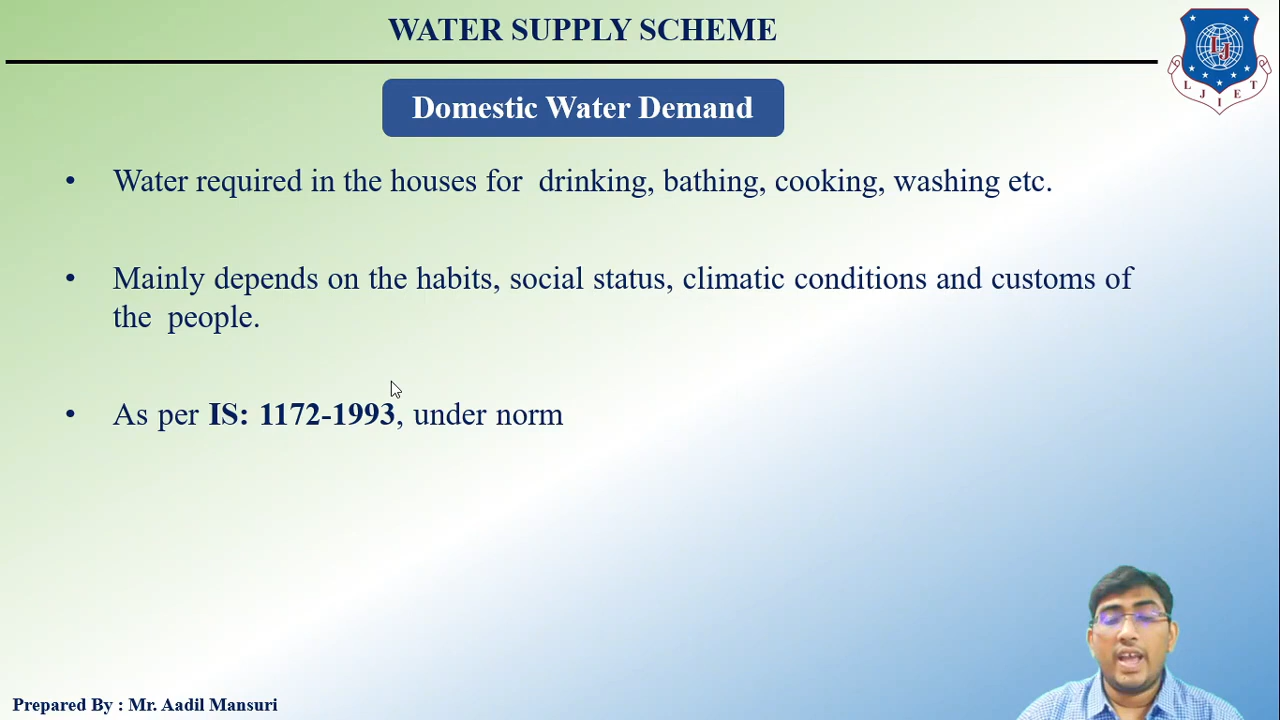 WATER SUPPLY SCHEME
LJ
L J I E T
Domestic Water Demand
• Water required in the houses for drinking, bathing, cooking, washing etc.
• Mainly depends on the habits, social status, climatic conditions and customs of
the people.
• As per IS: 1172-1993, under norm
Prepared By : Mr. Aadil Mansuri